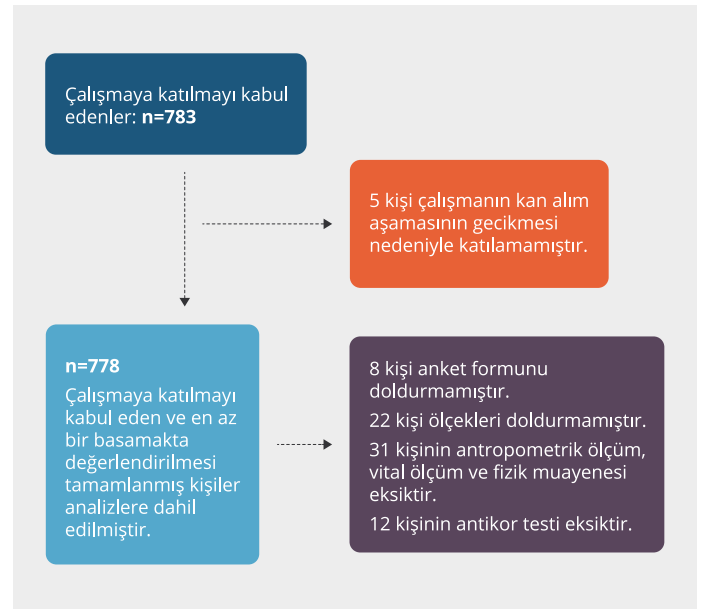 Çalışmaya katılmayı kabul
edenler: n=783
5 kişi çalışmanın kan alım
aşamasının gecikmesi
nedeniyle katılamamıştır.
n=778
Çalışmaya katılmayı
kabul eden ve en az
bir basamakta
değerlendirilmesi
tamamlanmış kişiler
analizlere dahil
edilmiştir.
8 kişi anket formunu
doldurmamıştır.
22 kişi ölçekleri doldurmamıştır.
31 kişinin antropometrik ölçüm,
vital ölçüm ve fizik muayenesi
eksiktir.
12 kişinin antikor testi eksiktir.